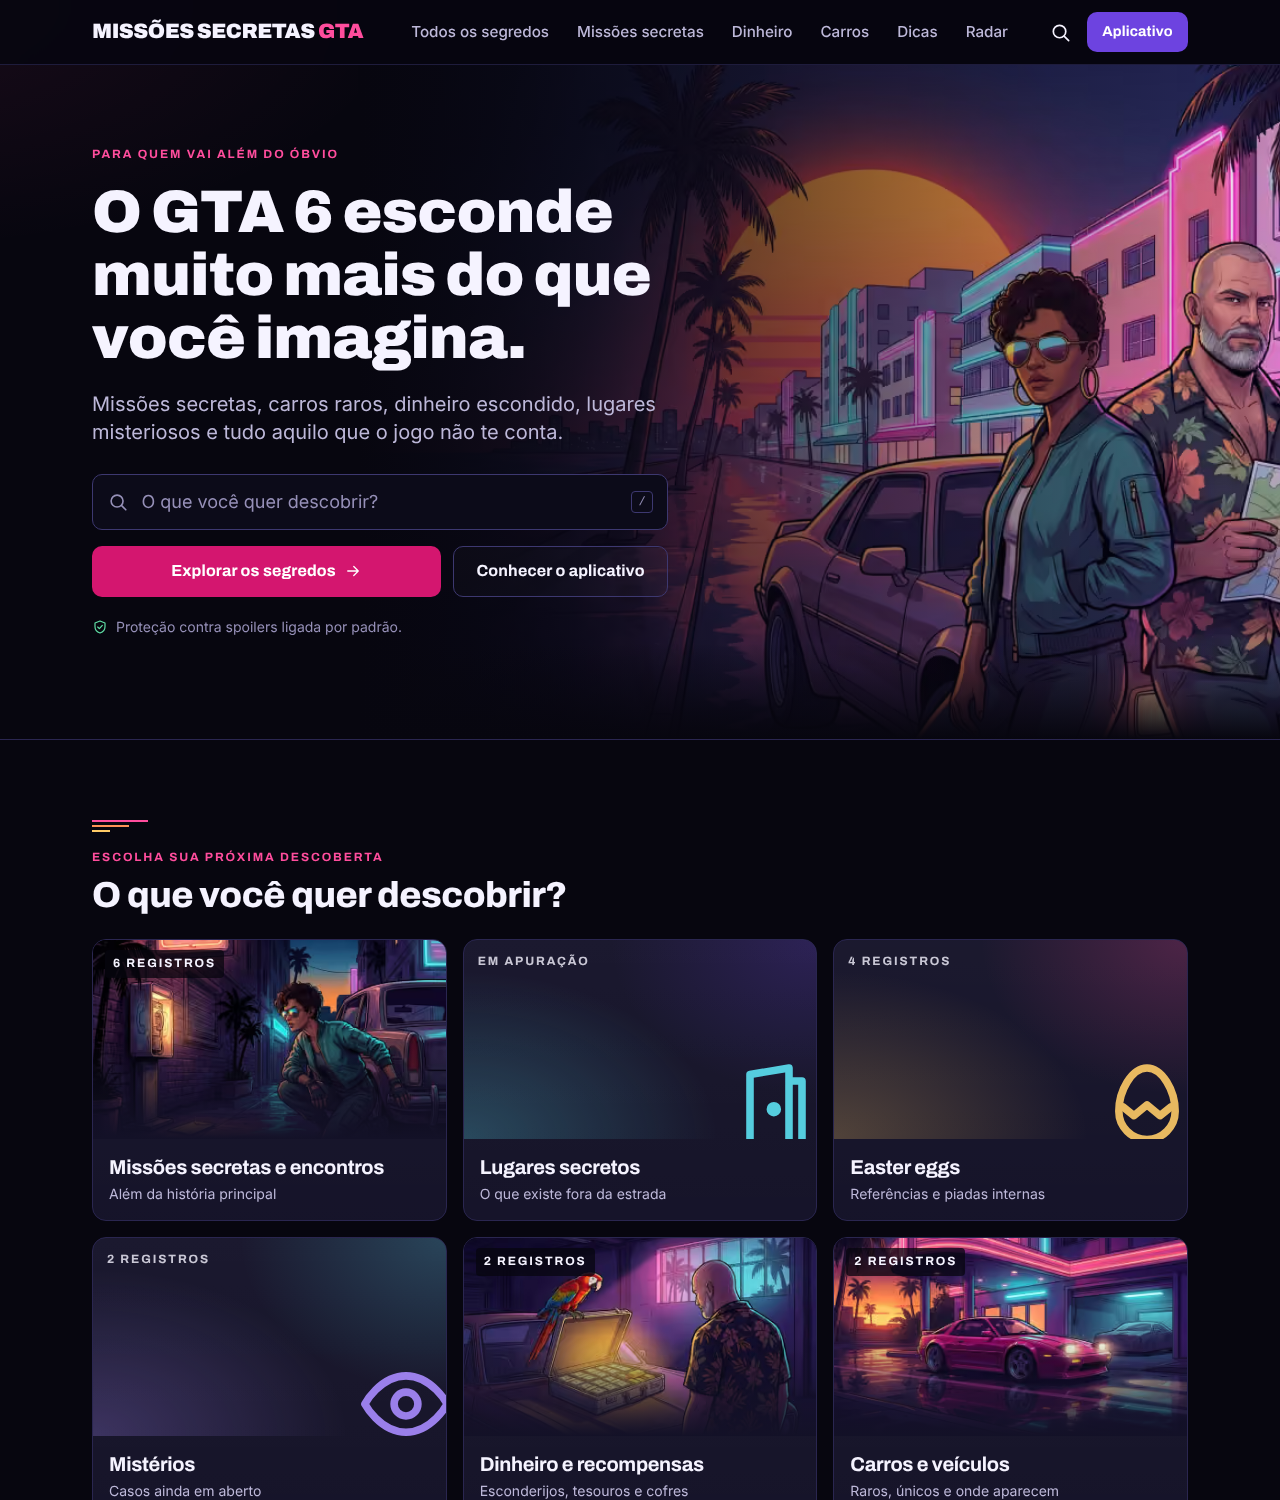 MISSÕES SECRETAS GTA
Todos os segredos
Missões secretas
Dinheiro
Carros
Dicas
Radar
Aplicativo
PARA QUEM VAI ALÉM DO ÓBVIO
O GTA 6 esconde
muito mais do que
você imagina.
Missões secretas, carros raros, dinheiro escondido, lugares
misteriosos e tudo aquilo que o jogo não te conta.
O que você quer descobrir?
/
Explorar os segredos →
Conhecer o aplicativo
Proteção contra spoilers ligada por padrão.
ESCOLHA SUA PRÓXIMA DESCOBERTA
O que você quer descobrir?
6 REGISTROS
Missões secretas e encontros
Além da história principal
EM APURAÇÃO
Lugares secretos
O que existe fora da estrada
4 REGISTROS
Easter eggs
Referências e piadas internas
2 REGISTROS
Mistérios
Casos ainda em aberto
2 REGISTROS
Dinheiro e recompensas
Esconderijos, tesouros e cofres
2 REGISTROS
Carros e veículos
Raros, únicos e onde aparecem